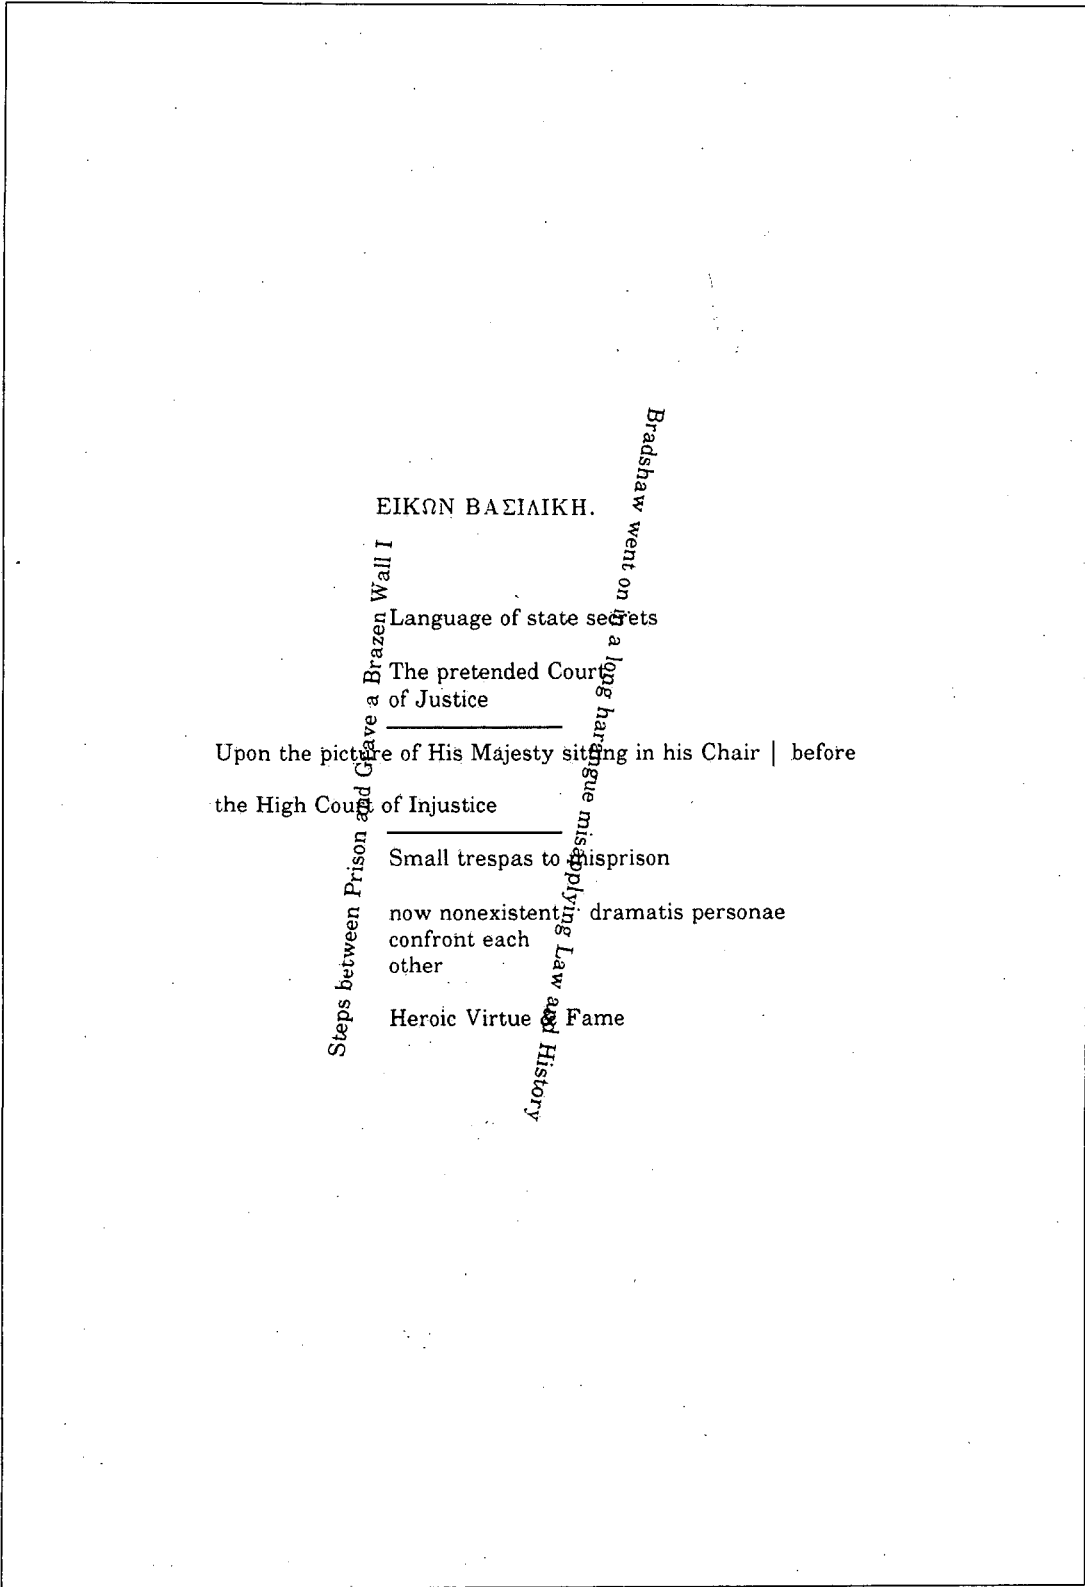 ΕΙΚΩΝ ΒΑΣΙΛΙΚΗ.
Language of state secrets
The pretended Court
of Justice
Upon the picture of His Majesty sitting in his Chair | before
the High Court of Injustice
Small trespas to misprison
now nonexistent dramatis personae
confront each
other
Heroic Virtue & Fame
Steps between Prison and Grave a Brazen Wall I
Bradshaw went on in a long harangue misapplying Law and History